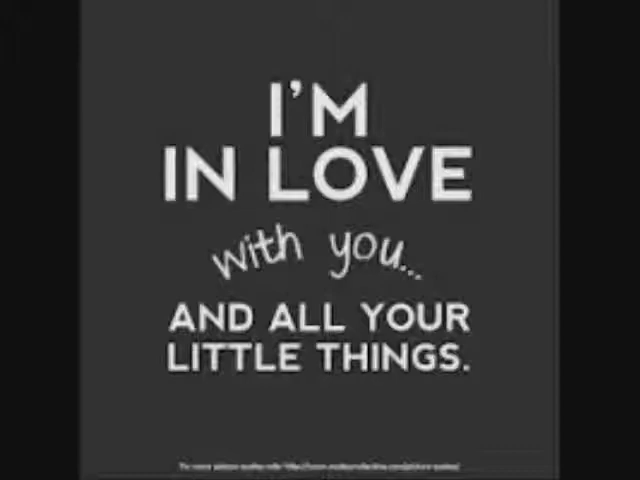 I'M
IN LOVE
with you...
AND ALL YOUR
LITTLE THINGS.